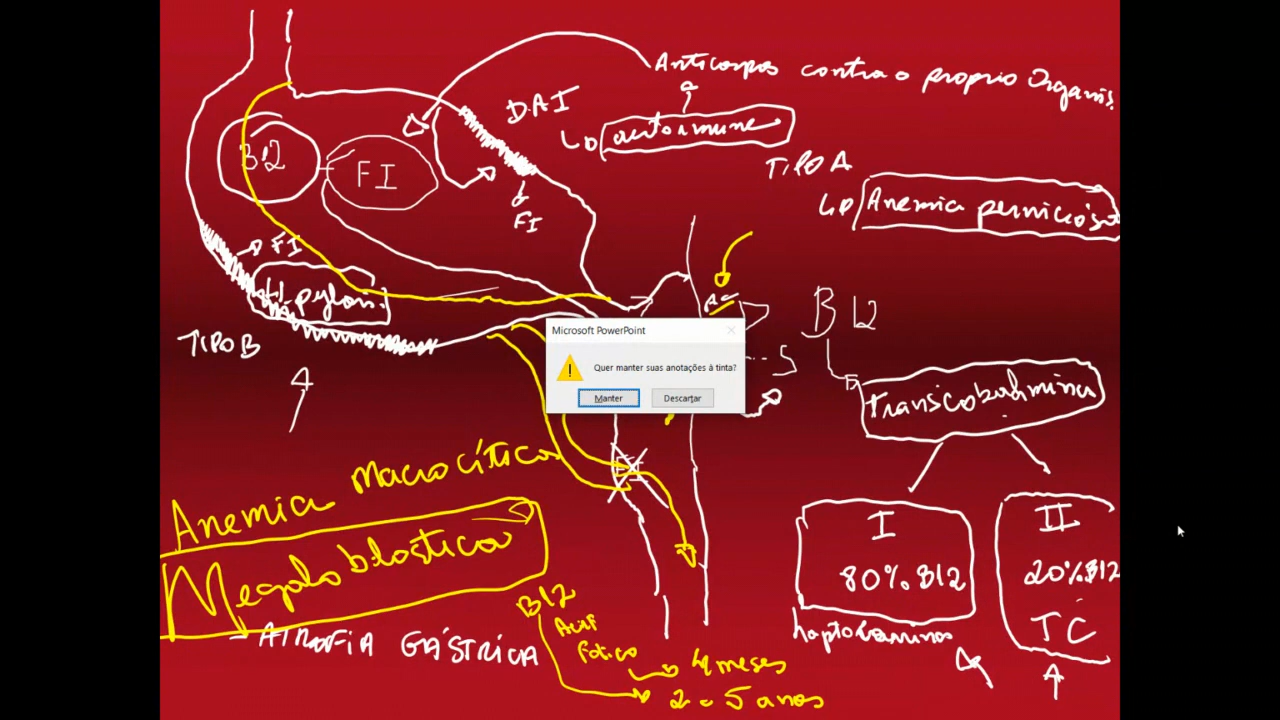 Anticorpos contra o proprio Organis.
DAI
autoimune
TIPO A
Anemia perniciosa
B12
FI
FI
FI
H. pylori
TIPO B
B12
Transcobalamina
I
80% B12
haptocorrina
II
20% B12
TC
Microsoft PowerPoint
Quer manter suas anotações à tinta?
Manter
Descartar
Anemia Macrocítica
Megaloblástica
- ATROFIA GÁSTRICA
B12
Fólico
4 meses
2 a 5 anos